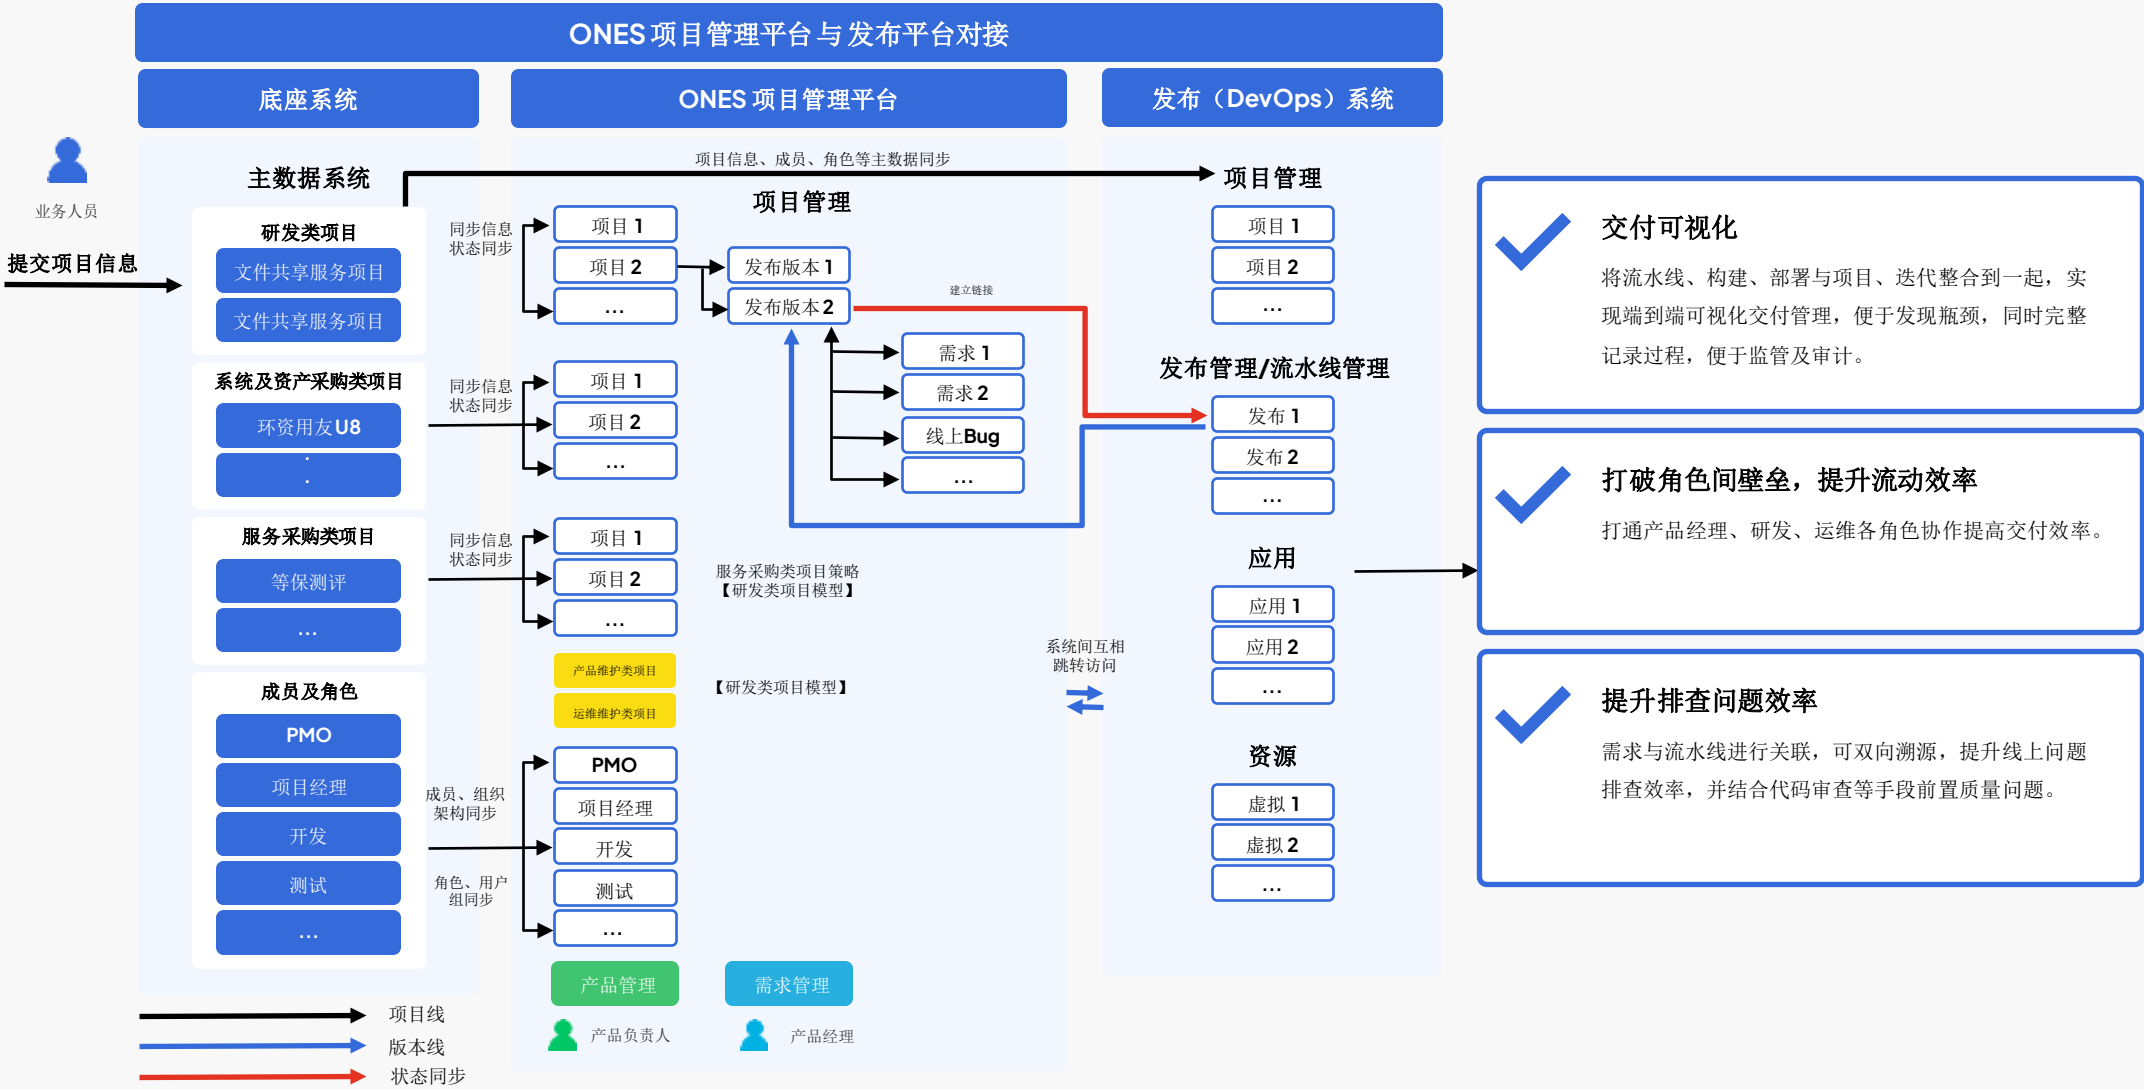 ONES 项目管理平台 与 发布平台对接
底座系统
ONES 项目管理平台
发布（DevOps）系统
业务人员
提交项目信息
主数据系统
研发类项目
文件共享服务项目
文件共享服务项目
系统及资产采购类项目
环资用友U8
.
.
服务采购类项目
等保测评
...
成员及角色
PMO
项目经理
开发
测试
...
项目信息、成员、角色等主数据同步
项目管理
同步信息
状态同步
项目 1
项目 2
...
发布版本 1
发布版本 2
建立链接
需求 1
需求 2
线上Bug
...
同步信息
状态同步
项目 1
项目 2
...
同步信息
状态同步
项目 1
项目 2
...
服务采购类项目策略
【研发类项目模型】
产品维护类项目
运维维护类项目
【研发类项目模型】
成员、组织
架构同步
角色、用户
组同步
PMO
项目经理
开发
测试
...
产品管理
需求管理
产品负责人
产品经理
系统间互相
跳转访问
项目管理
项目 1
项目 2
...
发布管理/流水线管理
发布 1
发布 2
...
应用
应用 1
应用 2
...
资源
虚拟 1
虚拟 2
...
交付可视化
将流水线、构建、部署与项目、迭代整合到一起，实
现端到端可视化交付管理，便于发现瓶颈，同时完整
记录过程，便于监管及审计。
打破角色间壁垒，提升流动效率
打通产品经理、研发、运维各角色协作提高交付效率。
提升排查问题效率
需求与流水线进行关联，可双向溯源，提升线上问题
排查效率，并结合代码审查等手段前置质量问题。
项目线
版本线
状态同步